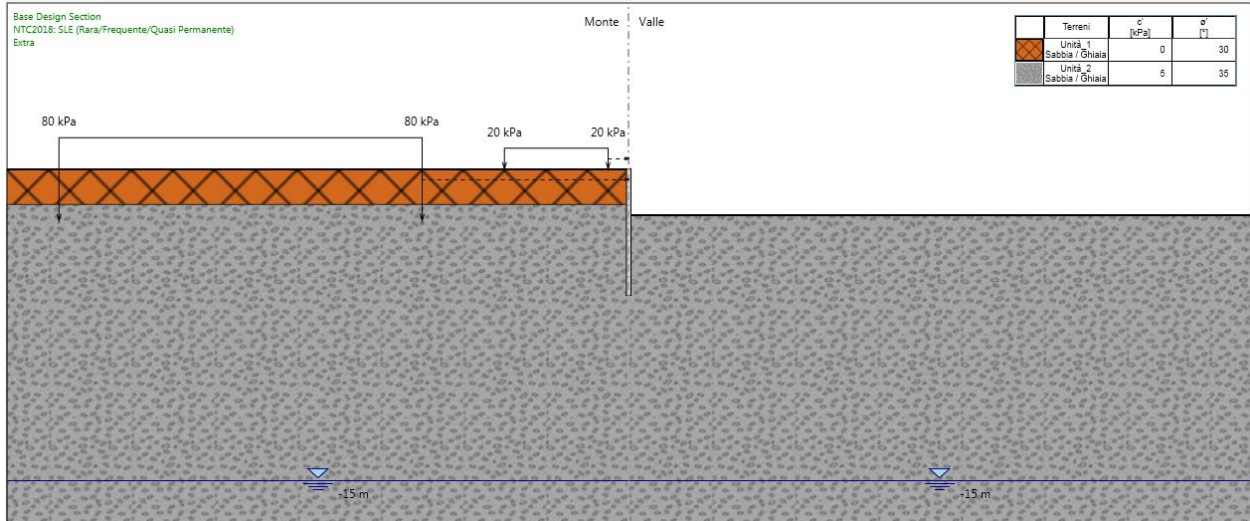 Base Design Section
NTC2018: SLE (Rara/Frequente/Quasi Permanente)
Extra
Monte Valle
Terreni c' ø'
[kPa] [°]
Unità_1
Sabbia / Ghiaia 0 30
Unità_2
Sabbia / Ghiaia 5 35
80 kPa 80 kPa 20 kPa 20 kPa
-15 m -15 m